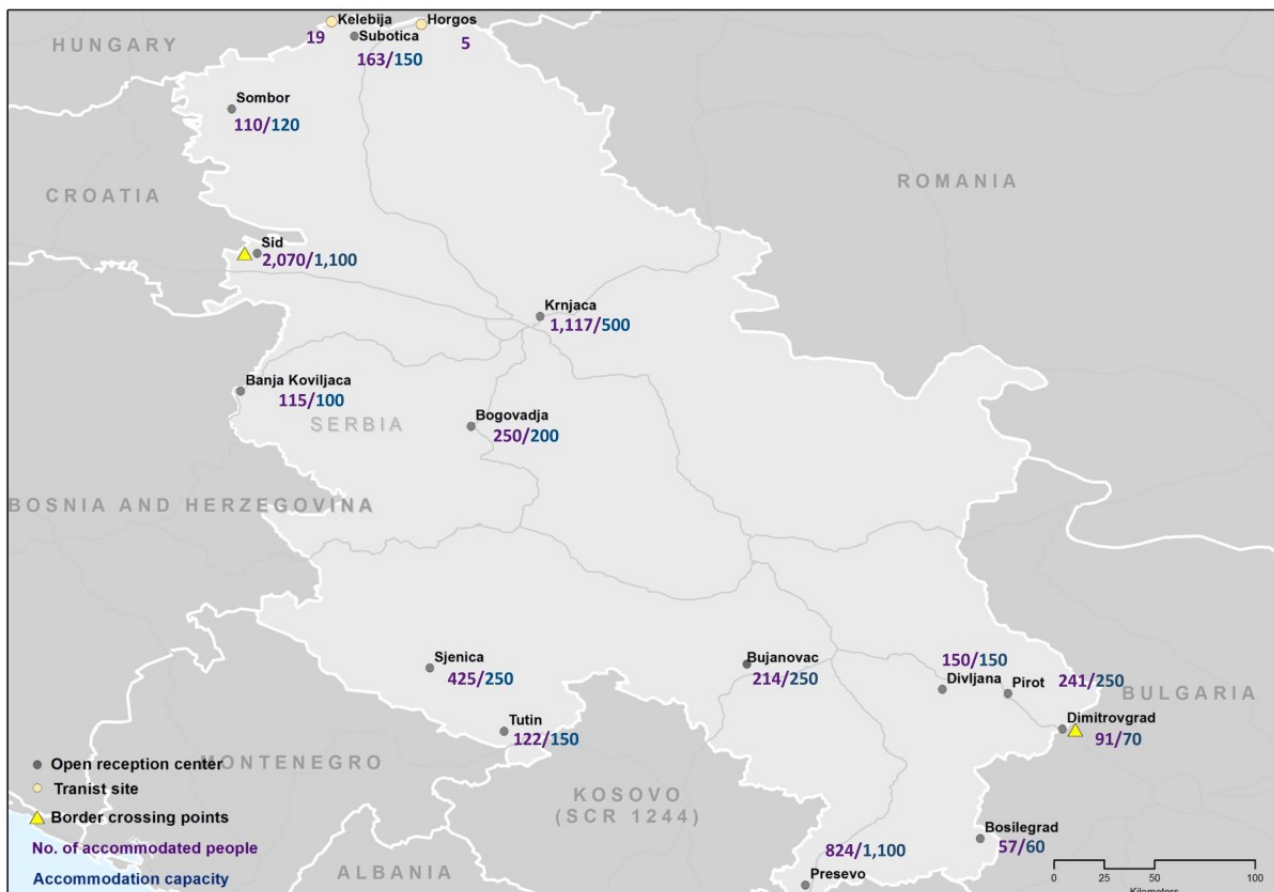 Kelebija
Horgos
HUNGARY
19
Subotica
5
163/150
Sombor
110/120
ROMANIA
CROATIA
Sid
2,070/1,100
Krnjaca
1,117/500
Banja Koviljaca
115/100
Bogovadja
SERBIA
250/200
BOSNIA AND HERZEGOVINA
Sjenica
425/250
Bujanovac
214/250
150/150
Divljana
Pirot
241/250
BULGARIA
Tutin
122/150
Dimitrovgrad
91/70
Open reception center
MONTENEGRO
Tranist site
KOSOVO
(SCR 1244)
Border crossing points
Bosilegrad
57/60
No. of accommodated people
824/1,100
ALBANIA
Presevo
Accommodation capacity
0 25 50 100
Kilometers